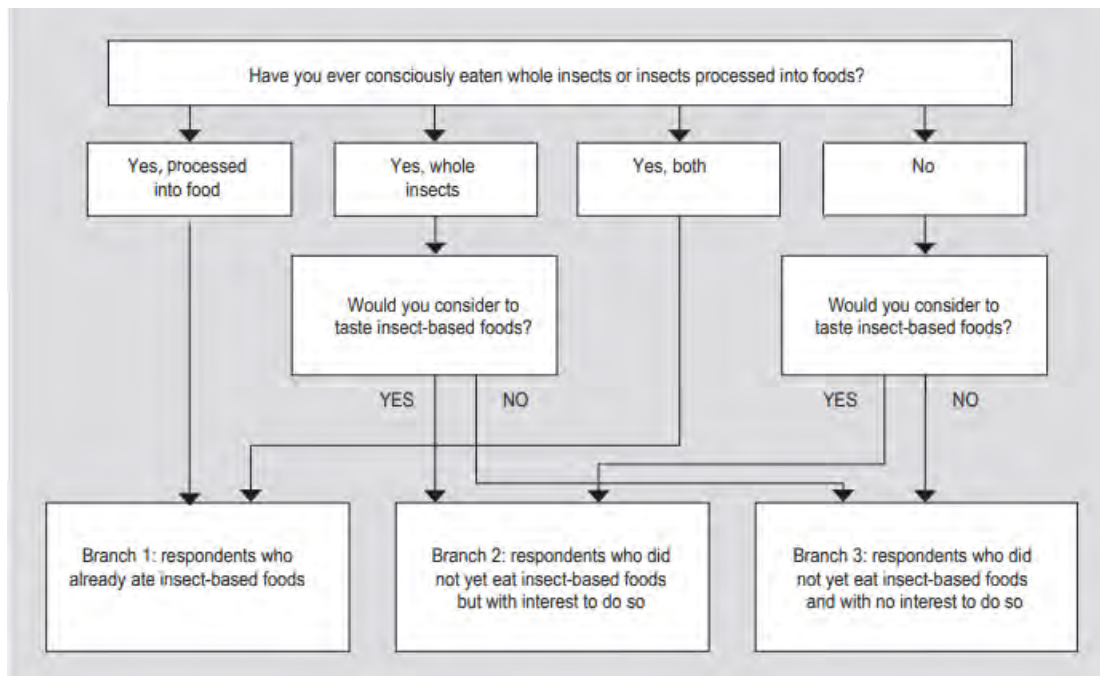 Have you ever consciously eaten whole insects or insects processed into foods?
Yes, processed
into food
Yes, whole
insects
Yes, both
No
Would you consider to
taste insect-based foods?
Would you consider to
taste insect-based foods?
YES
NO
YES
NO
Branch 1: respondents who
already ate insect-based foods
Branch 2: respondents who did
not yet eat insect-based foods
but with interest to do so
Branch 3: respondents who did
not yet eat insect-based foods
and with no interest to do so